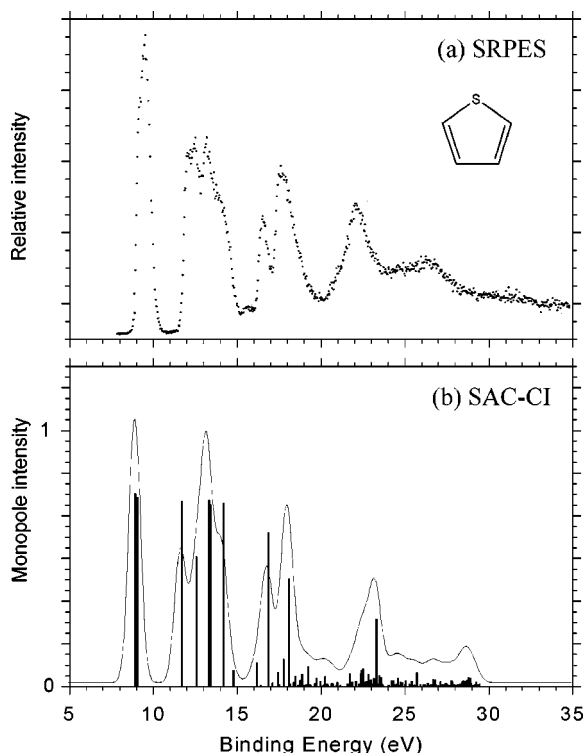 (a) SRPES
S
Relative intensity
(b) SAC-CI
1
Monopole intensity
0
5 10 15 20 25 30 35
Binding Energy (eV)